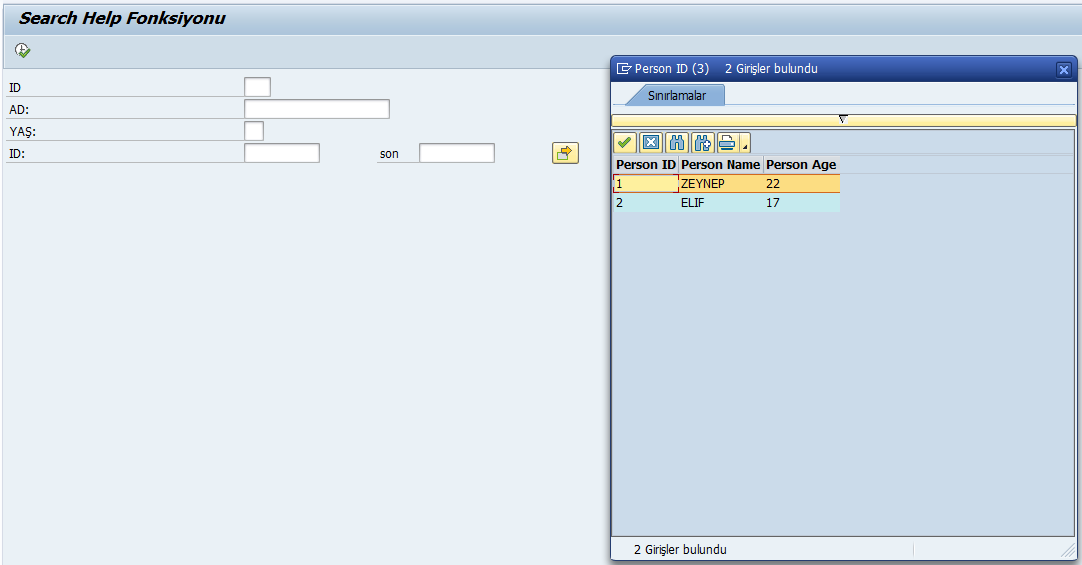 Search Help Fonksiyonu
ID
AD:
YAŞ:
ID: son
Person ID (3) 2 Girişler bulundu
Sınırlamalar
Person ID Person Name Person Age
1 ZEYNEP 22
2 ELIF 17
2 Girişler bulundu